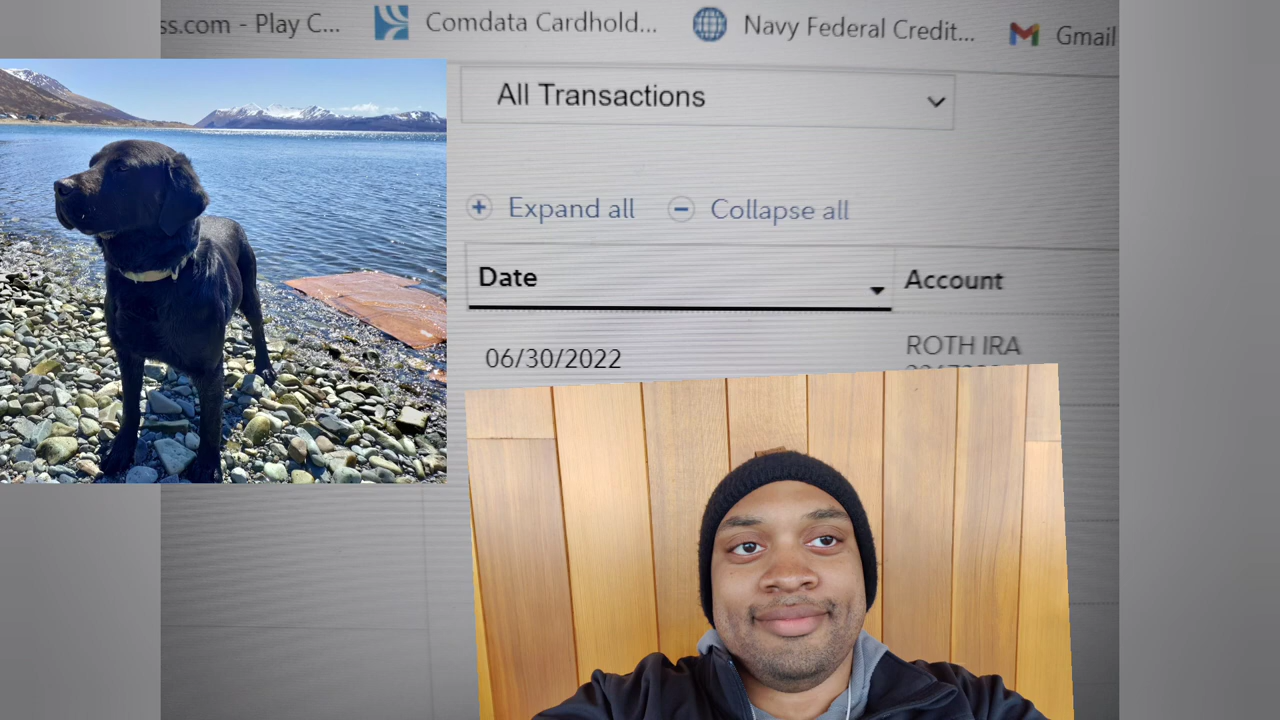 ss.com - Play C... Comdata Cardhold... Navy Federal Credit... Gmail
All Transactions
Expand all Collapse all
Date Account
06/30/2022 ROTH IRA